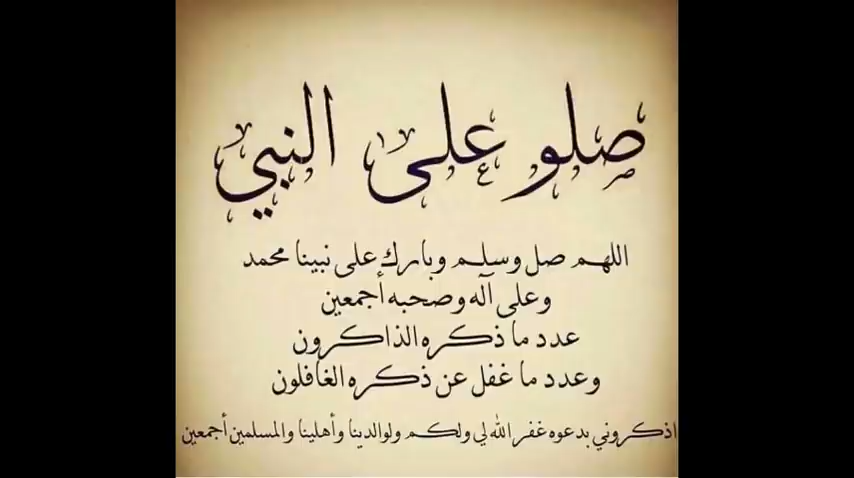 صلو على النبي
اللهم صل وسلم وبارك على نبينا محمد
وعلى آله وصحبه أجمعين
عدد ما ذكره الذاكرون
وعدد ما غفل عن ذكره الغافلون
اذكروني بدعوه غفر الله لي ولكم ولوالدينا وأهلينا والمسلمين أجمعين